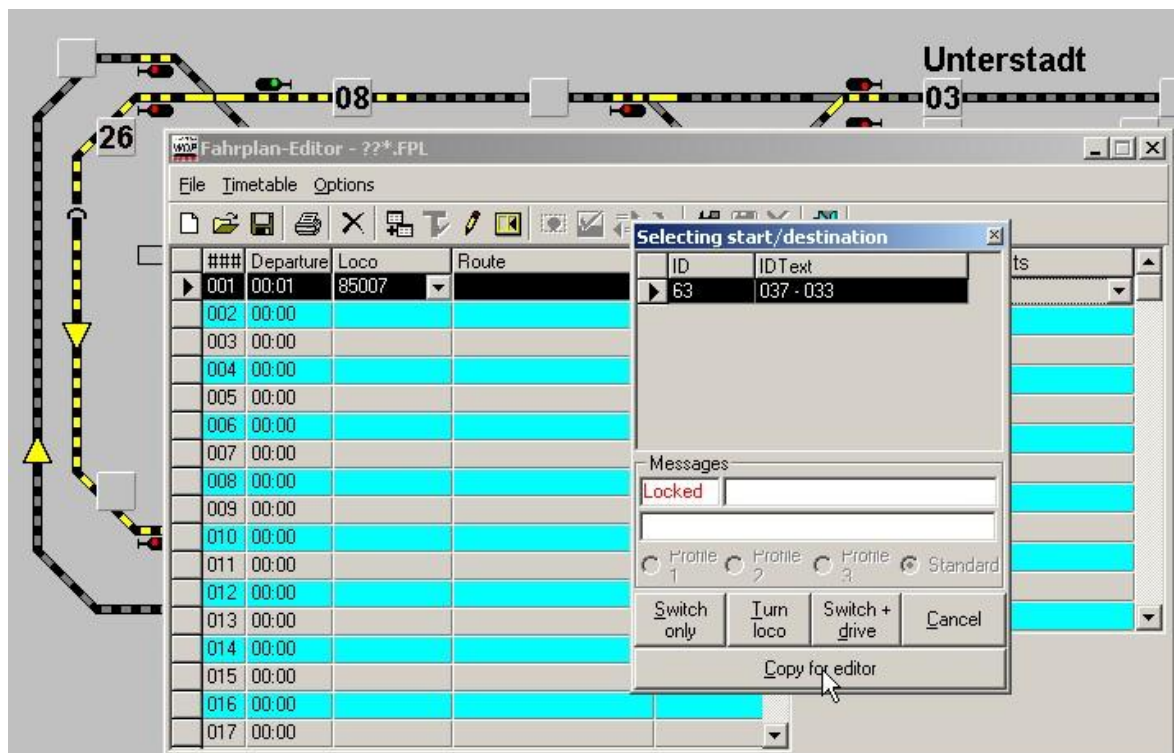 Unterstadt
08
03
26
Fahrplan-Editor - ??*.FPL
File Timetable Options
Selecting start/destination
ID IDText
63 037 - 033
### Departure Loco Route ts
001 00:01 85007
002 00:00
003 00:00
004 00:00
005 00:00
006 00:00
007 00:00
008 00:00
009 00:00
010 00:00
011 00:00
012 00:00
013 00:00
014 00:00
015 00:00
016 00:00
017 00:00
Messages
Locked
Profile 1 Profile 2 Profile 3 Standard
Switch only Turn loco Switch + drive Cancel
Copy for editor